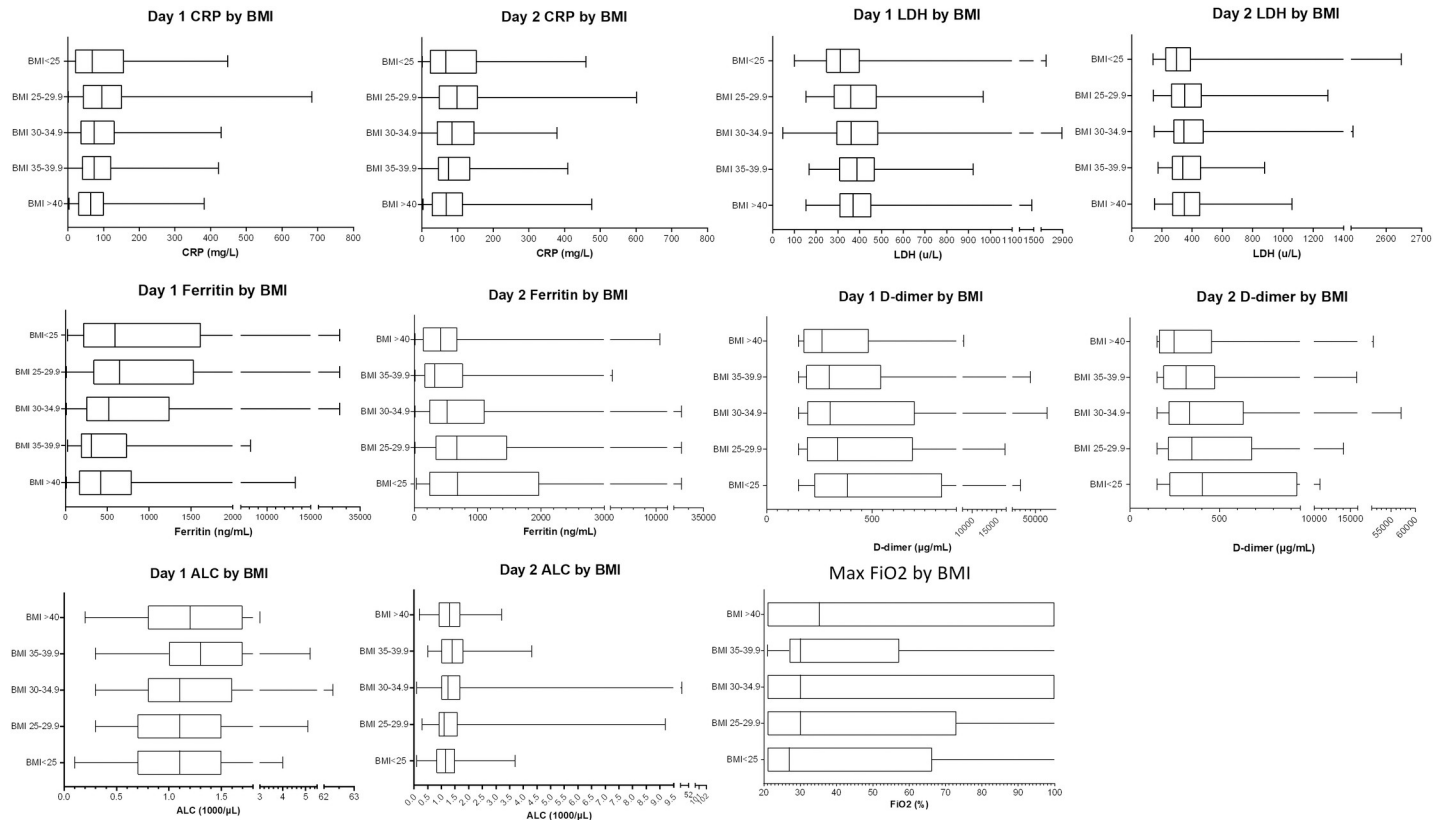 Day 1 CRP by BMI
BMI<25
BMI 25-29.9
BMI 30-34.9
BMI 35-39.9
BMI >40
0 100 200 300 400 500 600 700 800
CRP (mg/L)
Day 2 CRP by BMI
BMI<25
BMI 25-29.9
BMI 30-34.9
BMI 35-39.9
BMI >40
0 100 200 300 400 500 600 700 800
CRP (mg/L)
Day 1 LDH by BMI
BMI<25
BMI 25-29.9
BMI 30-34.9
BMI 35-39.9
BMI >40
0 100 200 300 400 500 600 700 800 900 1000 1100 1500 2900
LDH (u/L)
Day 2 LDH by BMI
BMI<25
BMI 25-29.9
BMI 30-34.9
BMI 35-39.9
BMI >40
0 200 400 600 800 1000 1200 1400 2600 2700
LDH (u/L)
Day 1 Ferritin by BMI
BMI<25
BMI 25-29.9
BMI 30-34.9
BMI 35-39.9
BMI >40
0 500 1000 1500 2000 10000 15000 35000
Ferritin (ng/mL)
Day 2 Ferritin by BMI
BMI >40
BMI 35-39.9
BMI 30-34.9
BMI 25-29.9
BMI<25
0 1000 2000 3000 10000 35000
Ferritin (ng/mL)
Day 1 D-dimer by BMI
BMI >40
BMI 35-39.9
BMI 30-34.9
BMI 25-29.9
BMI<25
0 500 10000 15000 50000
D-dimer (µg/mL)
Day 2 D-dimer by BMI
BMI >40
BMI 35-39.9
BMI 30-34.9
BMI 25-29.9
BMI<25
0 500 10000 15000 55000 60000
D-dimer (µg/mL)
Day 1 ALC by BMI
BMI >40
BMI 35-39.9
BMI 30-34.9
BMI 25-29.9
BMI<25
0.0 0.5 1.0 1.5 3 4 5 62 63
ALC (1000/µL)
Day 2 ALC by BMI
BMI >40
BMI 35-39.9
BMI 30-34.9
BMI 25-29.9
BMI<25
0.0 0.5 1.0 1.5 2.0 2.5 3.0 3.5 4.0 4.5 5.0 5.5 6.0 6.5 7.0 7.5 8.0 8.5 9.0 9.5 52 101 102
ALC (1000/µL)
Max FiO2 by BMI
BMI >40
BMI 35-39.9
BMI 30-34.9
BMI 25-29.9
BMI<25
20 40 60 80 100
FiO2 (%)